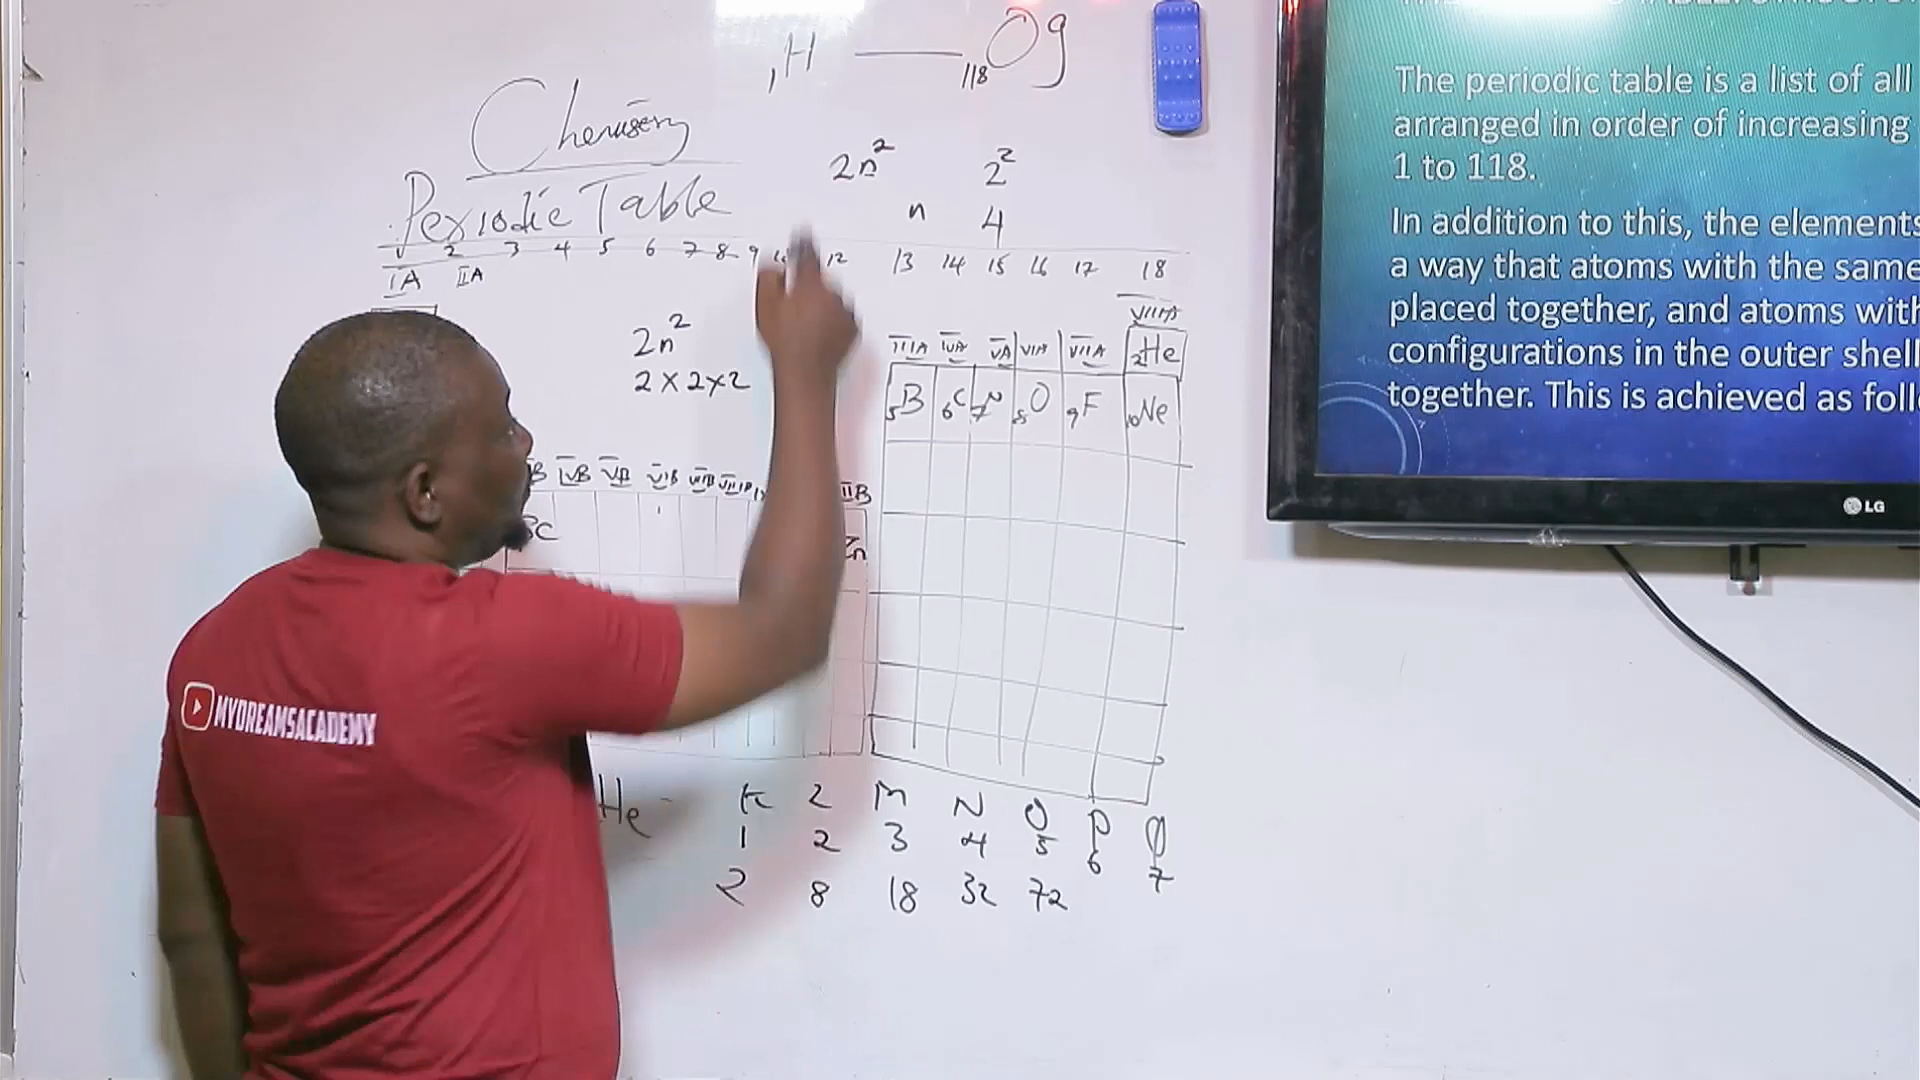 ₁H — ₁₁₈Og
Chemistry
2n² 2²
Periodic Table n 4
1 2 3 4 5 6 7 8 9 12 13 14 15 16 17 18
IA IIA
VIIIA
2n²
2 x 2 x 2
IIIA IVA VA VIA VIIA ₂He
₅B ₆C ₇N ₈O ₉F ₁₀Ne
IVB VB VIB VIIB VIIIB IIB
Zn
He K L M N O P Q
1 2 3 4 5 6 7
2 8 18 32 72
The periodic table is a list of all
arranged in order of increasing
1 to 118.
In addition to this, the elements
a way that atoms with the same
placed together, and atoms with
configurations in the outer shell
together. This is achieved as foll
LG
MYDREAMSACADEMY